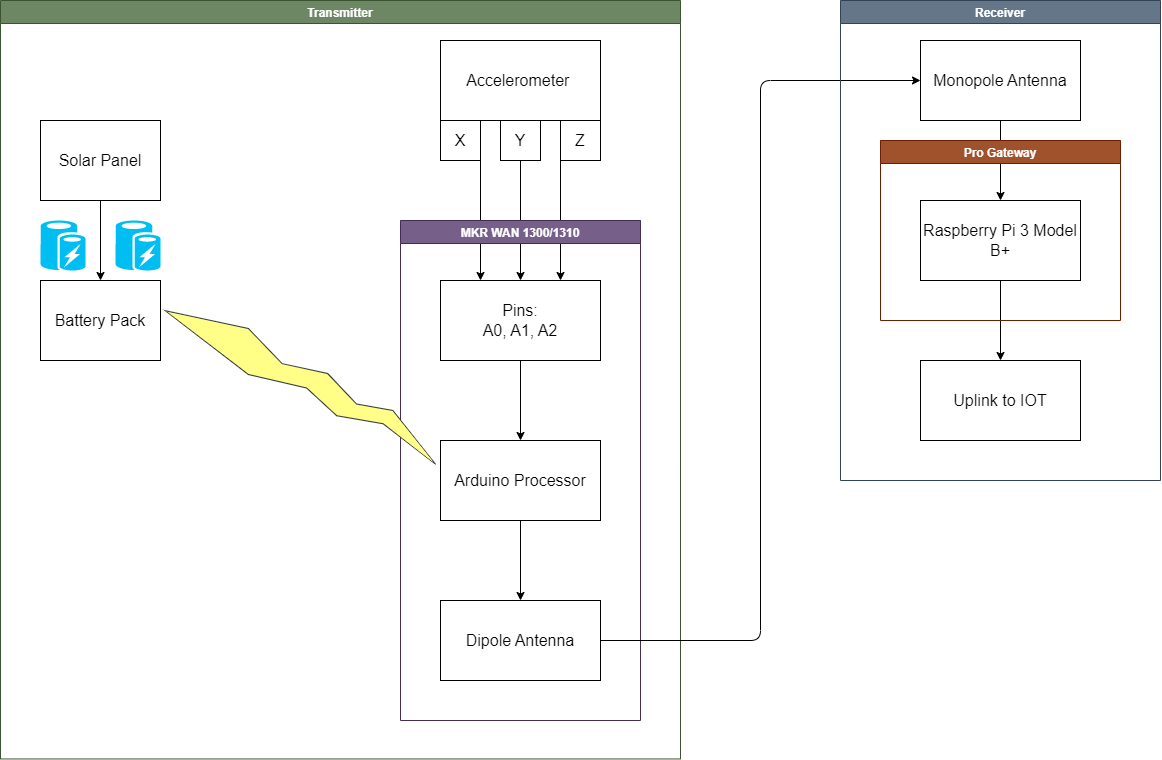 Transmitter
Accelerometer
X
Y
Z
Solar Panel
Battery Pack
MKR WAN 1300/1310
Pins:
A0, A1, A2
Arduino Processor
Dipole Antenna
Receiver
Monopole Antenna
Pro Gateway
Raspberry Pi 3 Model
B+
Uplink to IOT